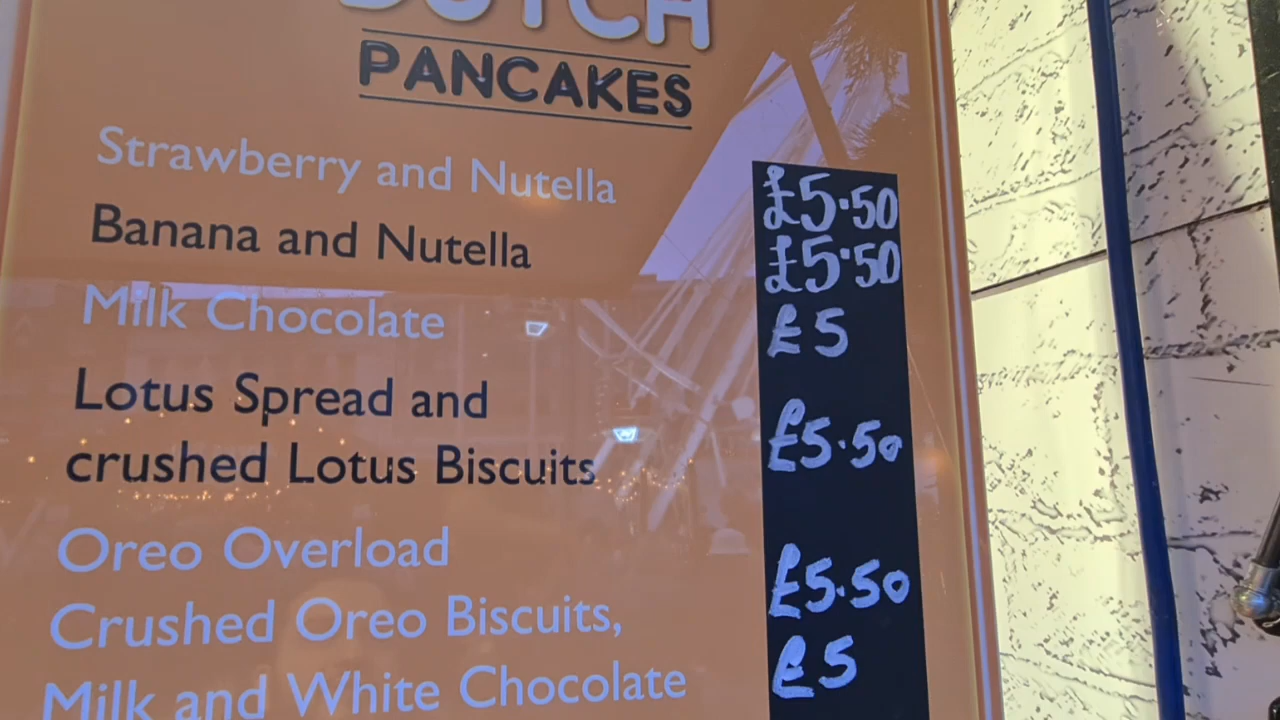 DUTCH
PANCAKES
Strawberry and Nutella £5.50
Banana and Nutella £5.50
Milk Chocolate £5
Lotus Spread and
crushed Lotus Biscuits £5.50
Oreo Overload £5.50
Crushed Oreo Biscuits,
Milk and White Chocolate £5